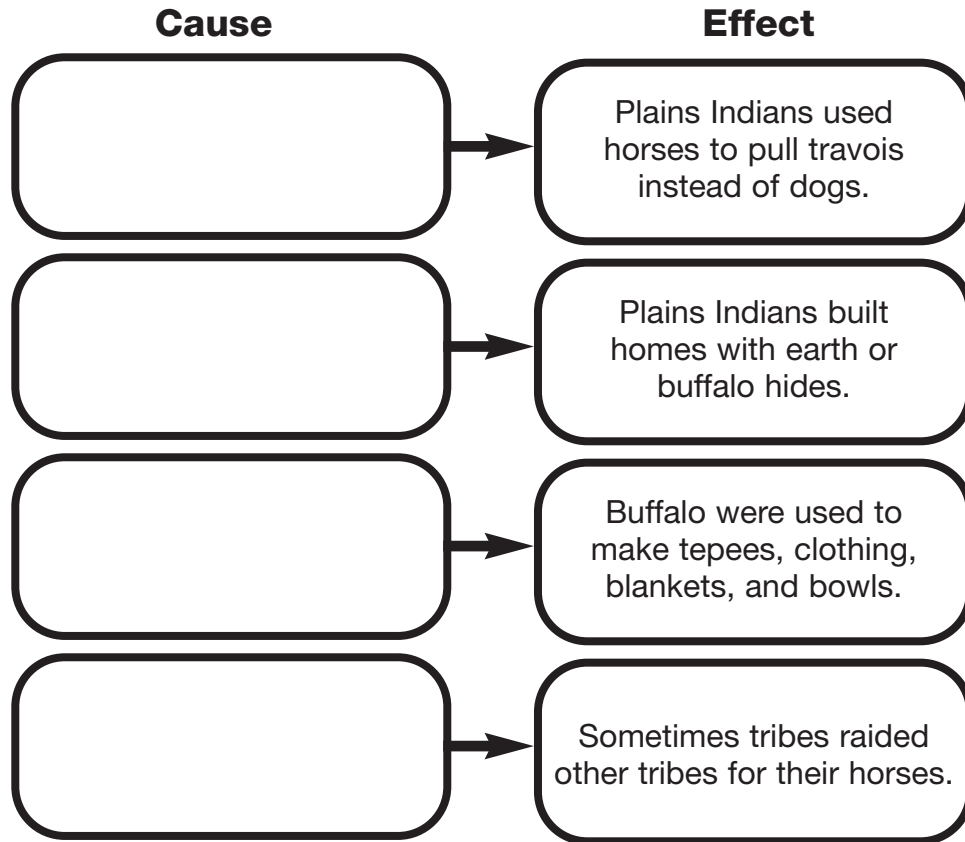 Cause
Effect
Plains Indians used
horses to pull travois
instead of dogs.
Plains Indians built
homes with earth or
buffalo hides.
Buffalo were used to
make tepees, clothing,
blankets, and bowls.
Sometimes tribes raided
other tribes for their horses.